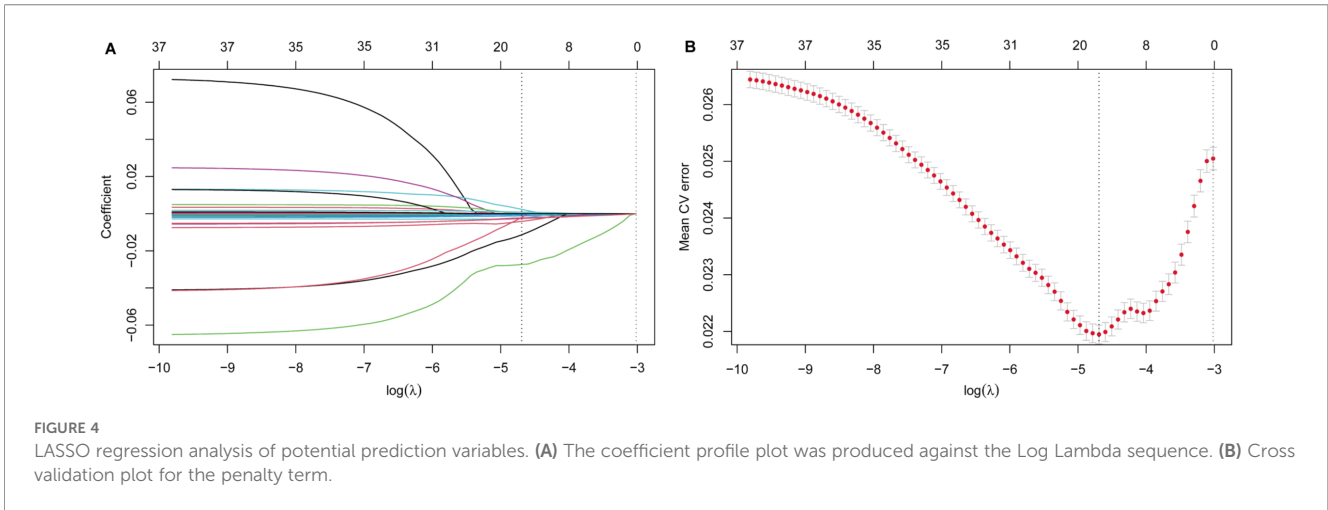 A
37 37 35 35 31 20 8 0
0.06
0.02
−0.02
−0.06
Coefficient
−10 −9 −8 −7 −6 −5 −4 −3
log(λ)
B
37 37 35 35 31 20 8 0
0.026
0.025
0.024
0.023
0.022
Mean CV error
−10 −9 −8 −7 −6 −5 −4 −3
log(λ)
FIGURE 4
LASSO regression analysis of potential prediction variables. (A) The coefficient profile plot was produced against the Log Lambda sequence. (B) Cross
validation plot for the penalty term.